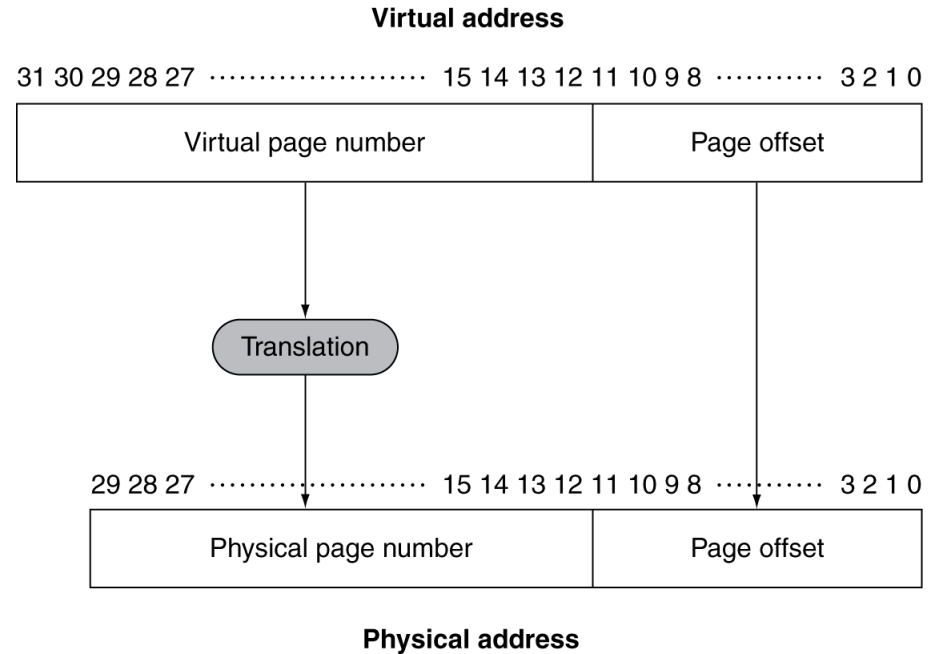 Virtual address
31 30 29 28 27 ······················ 15 14 13 12 11 10 9 8 ··········· 3 2 1 0
Virtual page number Page offset
Translation
29 28 27 ······················ 15 14 13 12 11 10 9 8 ··········· 3 2 1 0
Physical page number Page offset
Physical address